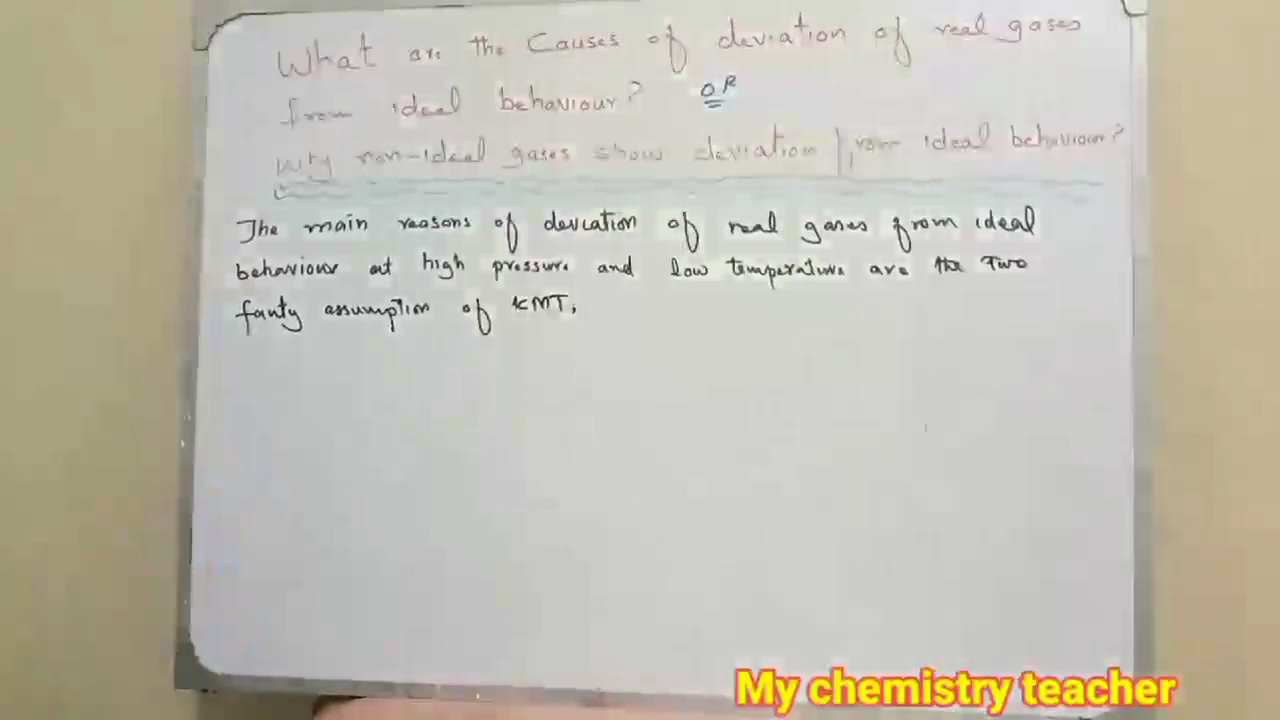 What are the Causes of deviation of real gases
from ideal behaviour? OR
why non-ideal gases show deviation from ideal behaviour?
The main reasons of deviation of real gases from ideal
behaviour at high pressure and low temperature are the Two
fauty assumption of KMT,
My chemistry teacher